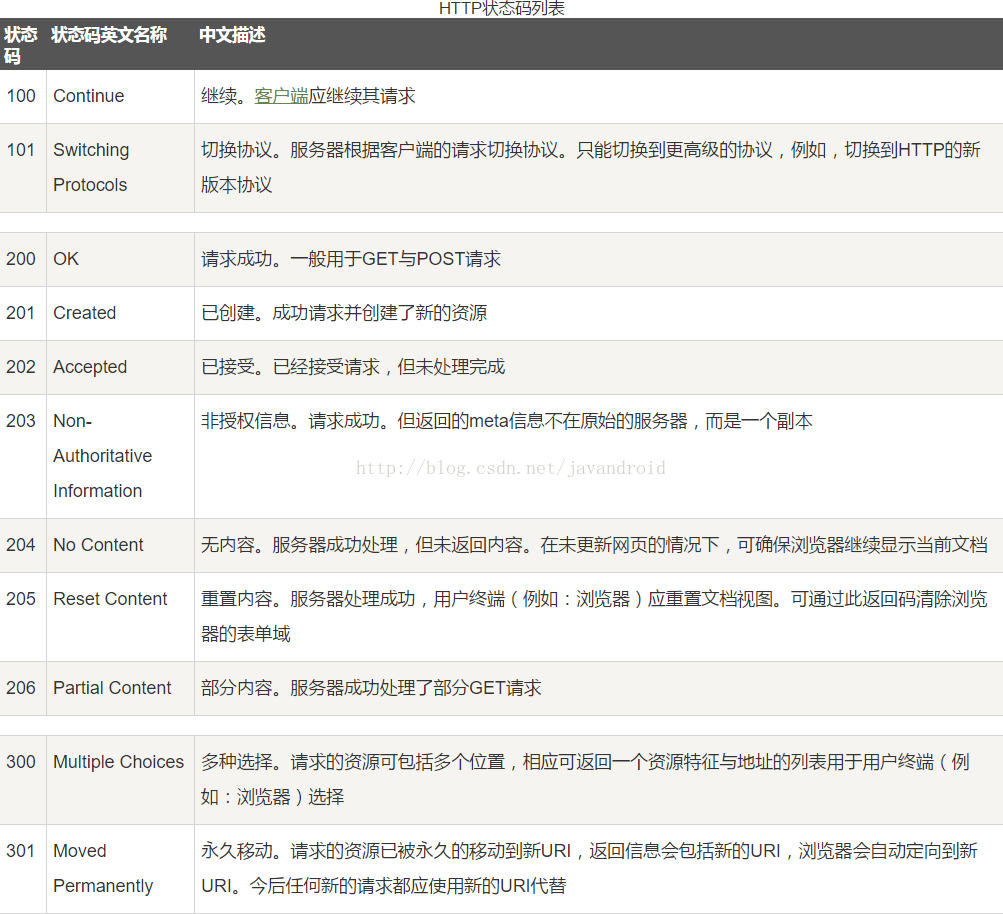 HTTP状态码列表
状态码 状态码英文名称 中文描述
100 Continue 继续。客户端应继续其请求
101 Switching 切换协议。服务器根据客户端的请求切换协议。只能切换到更高级的协议，例如，切换到HTTP的新
Protocols 版本协议
200 OK 请求成功。一般用于GET与POST请求
201 Created 已创建。成功请求并创建了新的资源
202 Accepted 已接受。已经接受请求，但未处理完成
203 Non- 非授权信息。请求成功。但返回的meta信息不在原始的服务器，而是一个副本
Authoritative
http://blog.csdn.net/javandroid
Information
204 No Content 无内容。服务器成功处理，但未返回内容。在未更新网页的情况下，可确保浏览器继续显示当前文档
205 Reset Content 重置内容。服务器处理成功，用户终端（例如：浏览器）应重置文档视图。可通过此返回码清除浏览
器的表单域
206 Partial Content 部分内容。服务器成功处理了部分GET请求
300 Multiple Choices 多种选择。请求的资源可包括多个位置，相应可返回一个资源特征与地址的列表用于用户终端（例
如：浏览器）选择
301 Moved 永久移动。请求的资源已被永久的移动到新URI，返回信息会包括新的URI，浏览器会自动定向到新
Permanently URI。今后任何新的请求都应使用新的URI代替